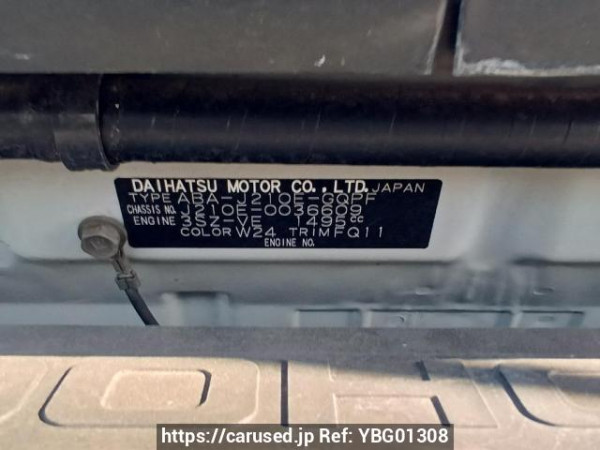 DAIHATSU MOTOR CO.,LTD. JAPAN
TYPE ABA-J210E-GQPF
CHASSIS NO. J210E-0036809
ENGINE 3SZ-VE 1495cc
COLOR W24 TRIM FQ11
ENGINE NO.
https://carused.jp Ref: YBG01308